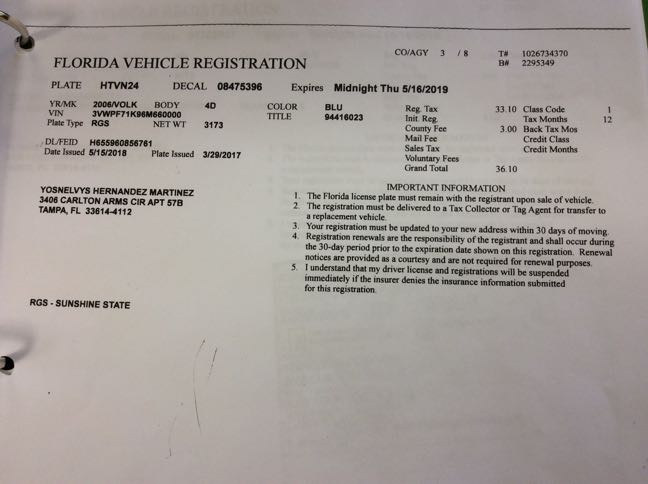 CO/AGY 3 / 8 T# 1026734370
B# 2295349
FLORIDA VEHICLE REGISTRATION
PLATE HTVN24 DECAL 08475396 Expires Midnight Thu 5/16/2019
YR/MK 2006/VOLK BODY 4D COLOR BLU Reg. Tax 33.10 Class Code 1
VIN 3VWPF71K96M660000 TITLE 94416023 Init. Reg. Tax Months 12
Plate Type RGS NET WT 3173 County Fee 3.00 Back Tax Mos
Mail Fee Credit Class
DL/FEID H655960856761 Sales Tax Credit Months
Date Issued 5/15/2018 Plate Issued 3/29/2017 Voluntary Fees
Grand Total 36.10
YOSNELVYS HERNANDEZ MARTINEZ
3406 CARLTON ARMS CIR APT 57B
TAMPA, FL 33614-4112
IMPORTANT INFORMATION
1. The Florida license plate must remain with the registrant upon sale of vehicle.
2. The registration must be delivered to a Tax Collector or Tag Agent for transfer to
a replacement vehicle.
3. Your registration must be updated to your new address within 30 days of moving.
4. Registration renewals are the responsibility of the registrant and shall occur during
the 30-day period prior to the expiration date shown on this registration. Renewal
notices are provided as a courtesy and are not required for renewal purposes.
5. I understand that my driver license and registrations will be suspended
immediately if the insurer denies the insurance information submitted
for this registration.
RGS - SUNSHINE STATE